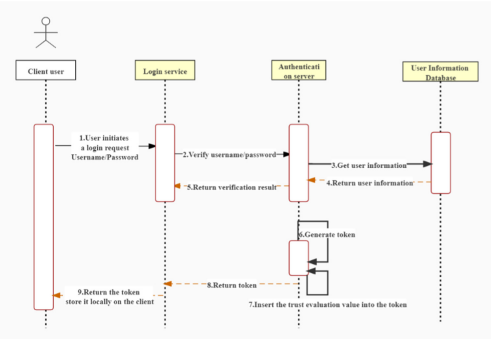 Client user
Login service
Authenticati
on server
User Information
Database
1.User initiates
a login request
Username/Password
2.Verify username/password
3.Get user information
4.Return user information
5.Return verification result
6.Generate token
7.Insert the trust evaluation value into the token
8.Return token
9.Return the token
store it locally on the client